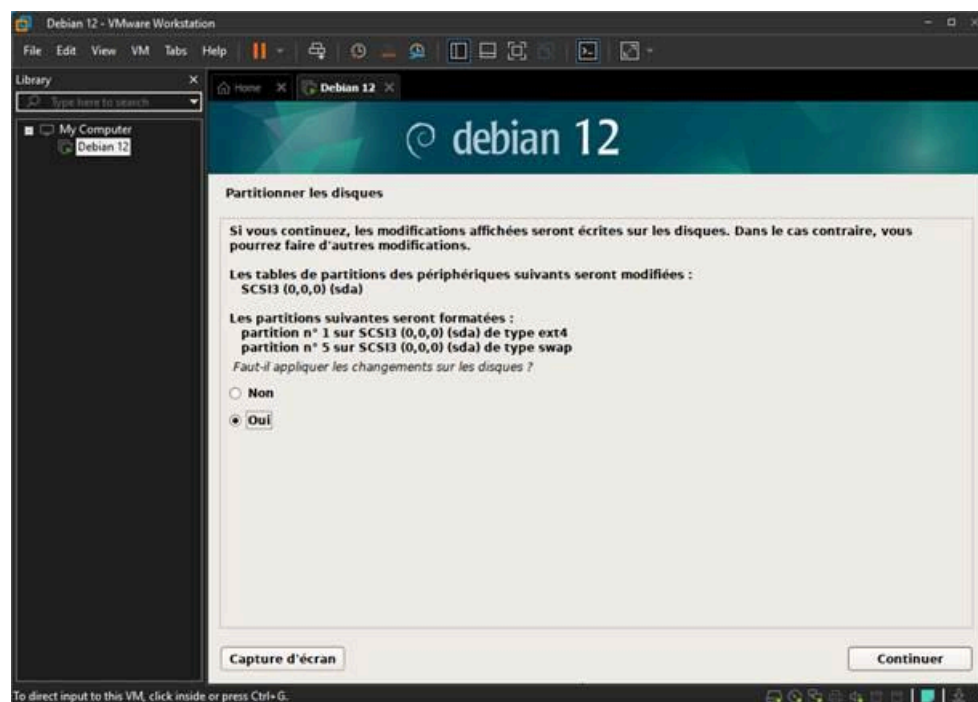 Debian 12 - VMware Workstation
File Edit View VM Tabs Help
Library
Type here to search
My Computer
Debian 12
Home
Debian 12
debian 12
Partitionner les disques
Si vous continuez, les modifications affichées seront écrites sur les disques. Dans le cas contraire, vous
pourrez faire d'autres modifications.
Les tables de partitions des périphériques suivants seront modifiées :
SCSI3 (0,0,0) (sda)
Les partitions suivantes seront formatées :
partition n° 1 sur SCSI3 (0,0,0) (sda) de type ext4
partition n° 5 sur SCSI3 (0,0,0) (sda) de type swap
Faut-il appliquer les changements sur les disques ?
Non
Oui
Capture d'écran
Continuer
To direct input to this VM, click inside or press Ctrl+G.